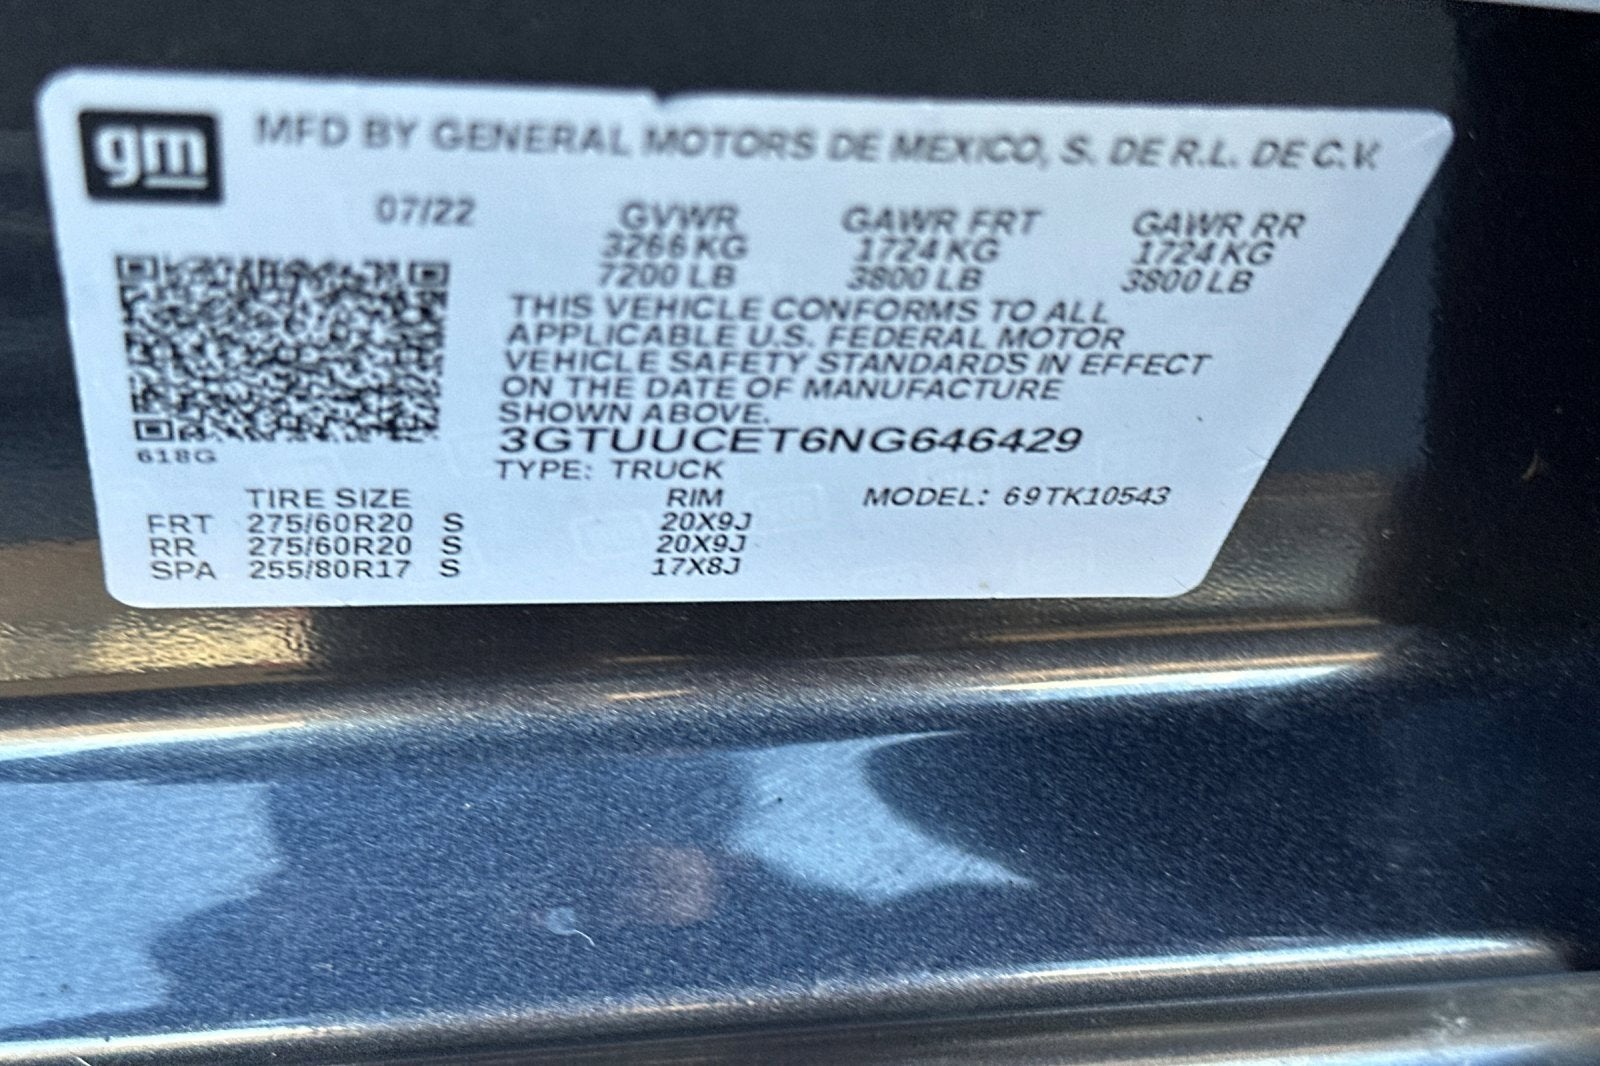 gm
MFD BY GENERAL MOTORS DE MEXICO, S. DE R.L. DE C.V.
07/22 GVWR GAWR FRT GAWR RR
3266 KG 1724 KG 1724 KG
7200 LB 3800 LB 3800 LB
THIS VEHICLE CONFORMS TO ALL
APPLICABLE U.S. FEDERAL MOTOR
VEHICLE SAFETY STANDARDS IN EFFECT
ON THE DATE OF MANUFACTURE
SHOWN ABOVE.
3GTUUCET6NG646429
618G
TYPE: TRUCK
TIRE SIZE RIM MODEL: 69TK10543
FRT 275/60R20 S 20X9J
RR 275/60R20 S 20X9J
SPA 255/80R17 S 17X8J